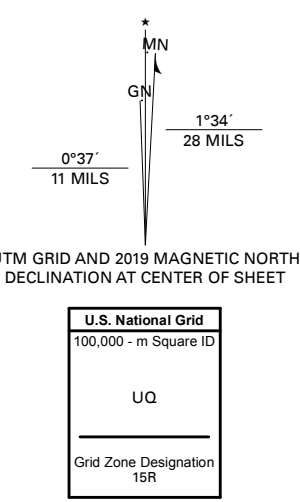 ★
MN
GN
1°34´
28 MILS
0°37´
11 MILS
UTM GRID AND 2019 MAGNETIC NORTH
DECLINATION AT CENTER OF SHEET
U.S. National Grid
100,000 - m Square ID
UQ
Grid Zone Designation
15R